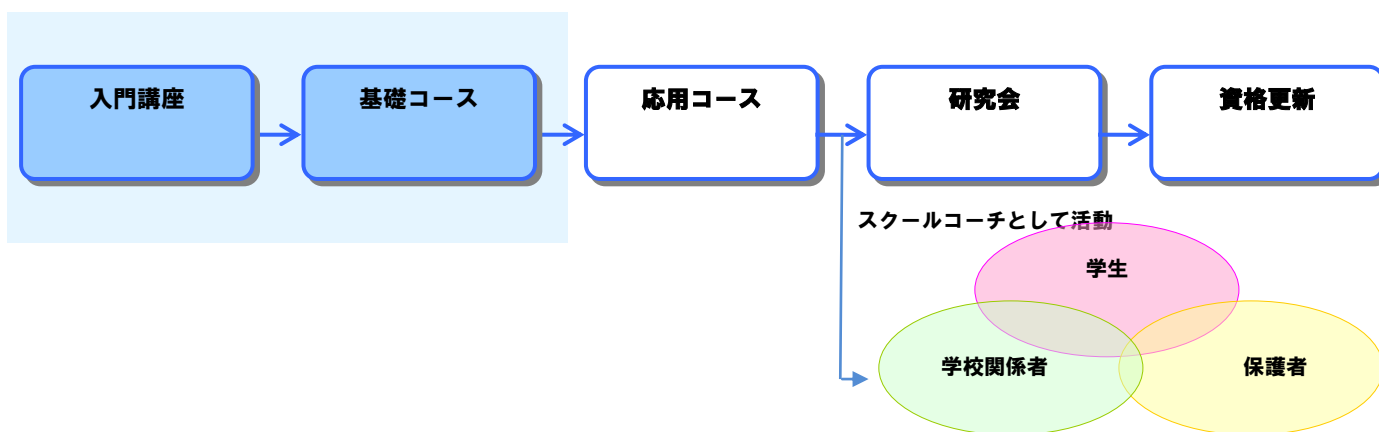 入門講座
基礎コース
応用コース
研究会
資格更新
スクールコーチとして活動
学生
学校関係者
保護者